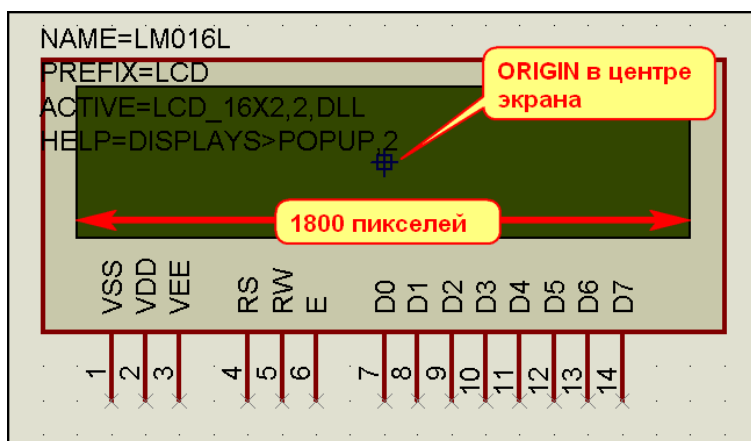 NAME=LM016L
PREFIX=LCD
ACTIVE=LCD_16X2,2,DLL
HELP=DISPLAYS>POPUP,2
ORIGIN в центре
экрана
1800 пикселей
VSS VDD VEE RS RW E D0 D1 D2 D3 D4 D5 D6 D7
1 2 3 4 5 6 7 8 9 10 11 12 13 14